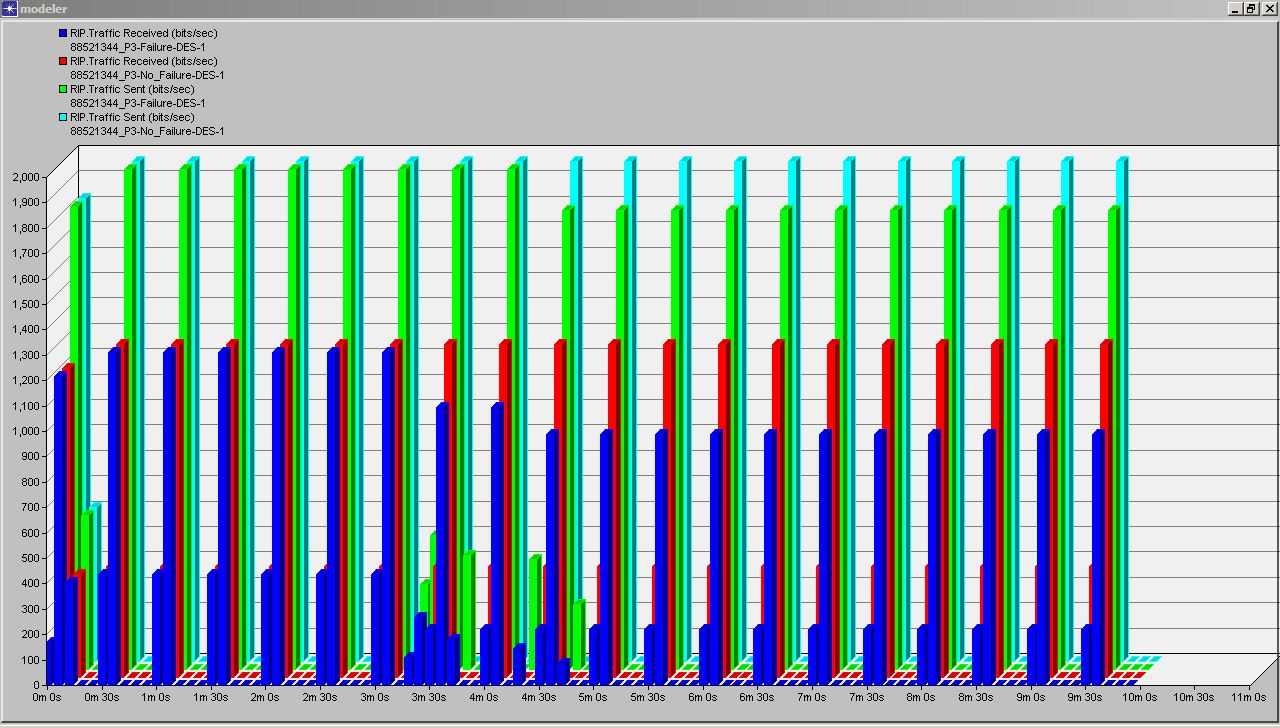 modeler
RIP.Traffic Received (bits/sec)
88521344_P3-Failure-DES-1
RIP.Traffic Received (bits/sec)
88521344_P3-No_Failure-DES-1
RIP.Traffic Sent (bits/sec)
88521344_P3-Failure-DES-1
RIP.Traffic Sent (bits/sec)
88521344_P3-No_Failure-DES-1
2,000
1,900
1,800
1,700
1,600
1,500
1,400
1,300
1,200
1,100
1,000
900
800
700
600
500
400
300
200
100
0
0m 0s 0m 30s 1m 0s 1m 30s 2m 0s 2m 30s 3m 0s 3m 30s 4m 0s 4m 30s 5m 0s 5m 30s 6m 0s 6m 30s 7m 0s 7m 30s 8m 0s 8m 30s 9m 0s 9m 30s 10m 0s 10m 30s 11m 0s